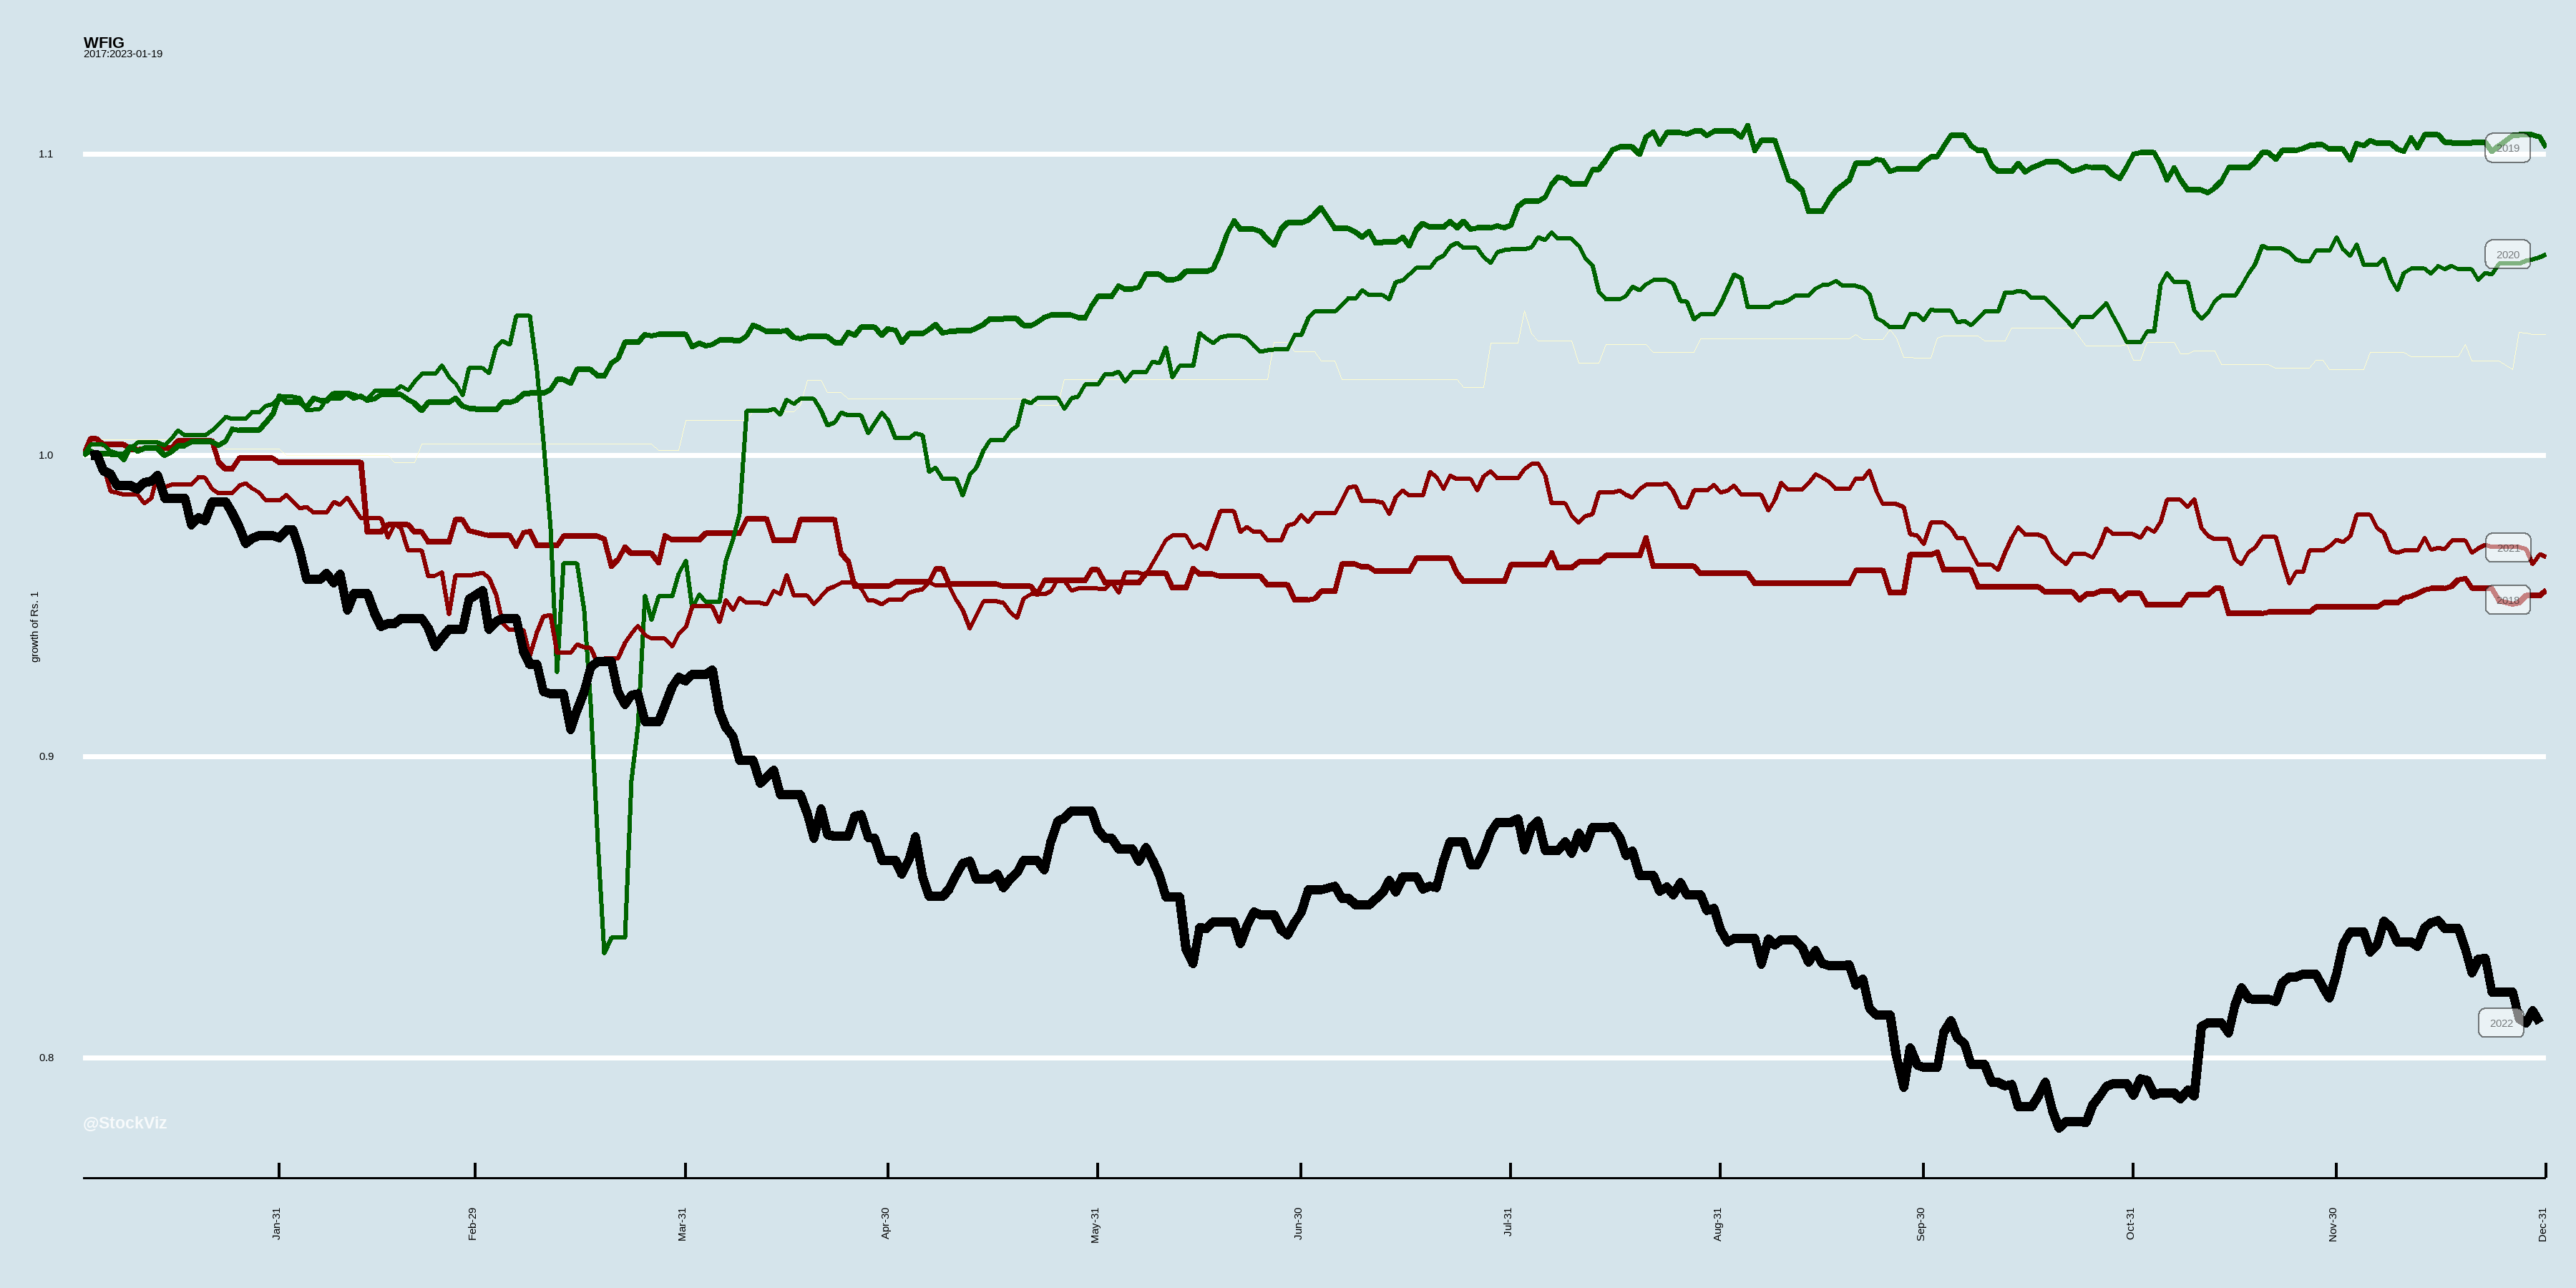 WFIG
2017:2023-01-19
1.1
1.0
0.9
0.8
growth of Rs. 1
2019
2020
2021
2018
2022
@StockViz
Jan-31
Feb-29
Mar-31
Apr-30
May-31
Jun-30
Jul-31
Aug-31
Sep-30
Oct-31
Nov-30
Dec-31